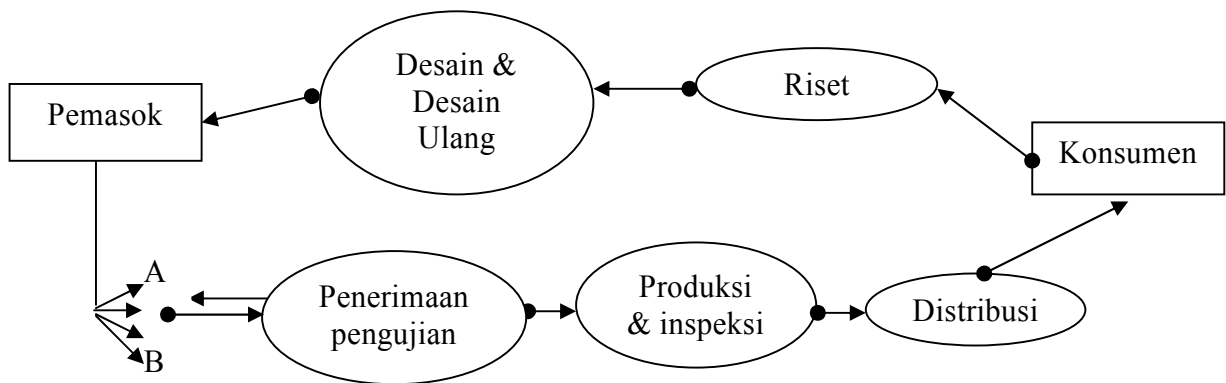 Desain &
Desain
Ulang
Riset
Pemasok
Konsumen
A
B
Penerimaan
pengujian
Produksi
& inspeksi
Distribusi